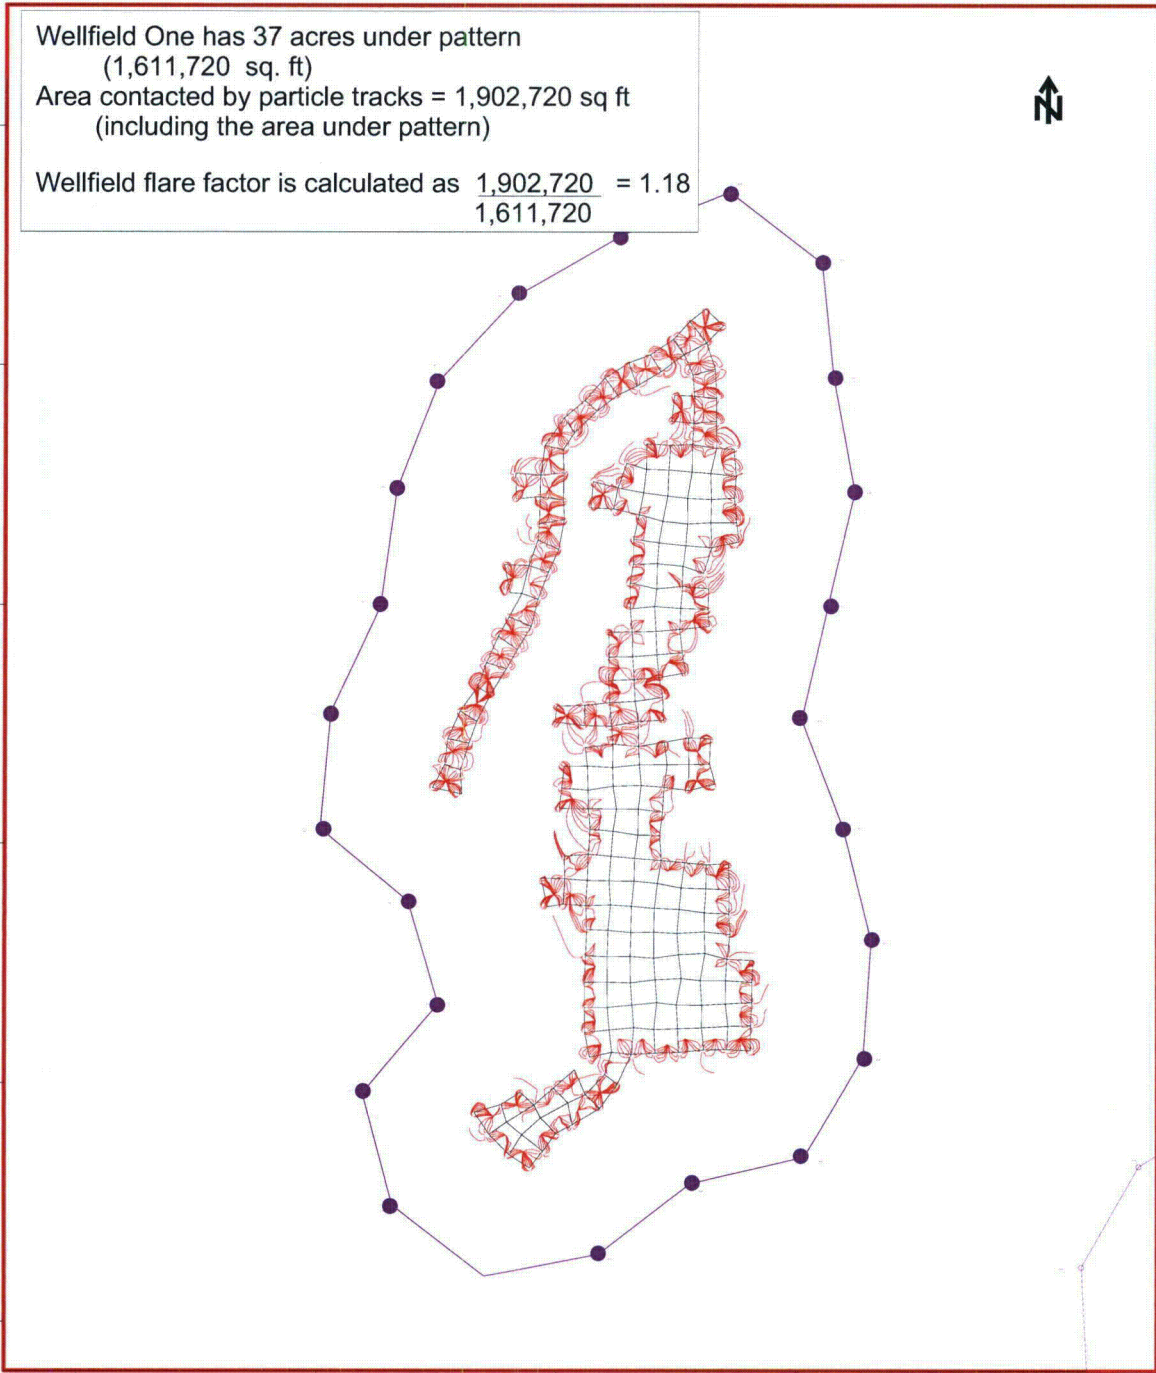 Wellfield One has 37 acres under pattern
(1,611,720 sq. ft)
Area contacted by particle tracks = 1,902,720 sq ft
(including the area under pattern)
Wellfield flare factor is calculated as 1,902,720 = 1.18
1,611,720
N